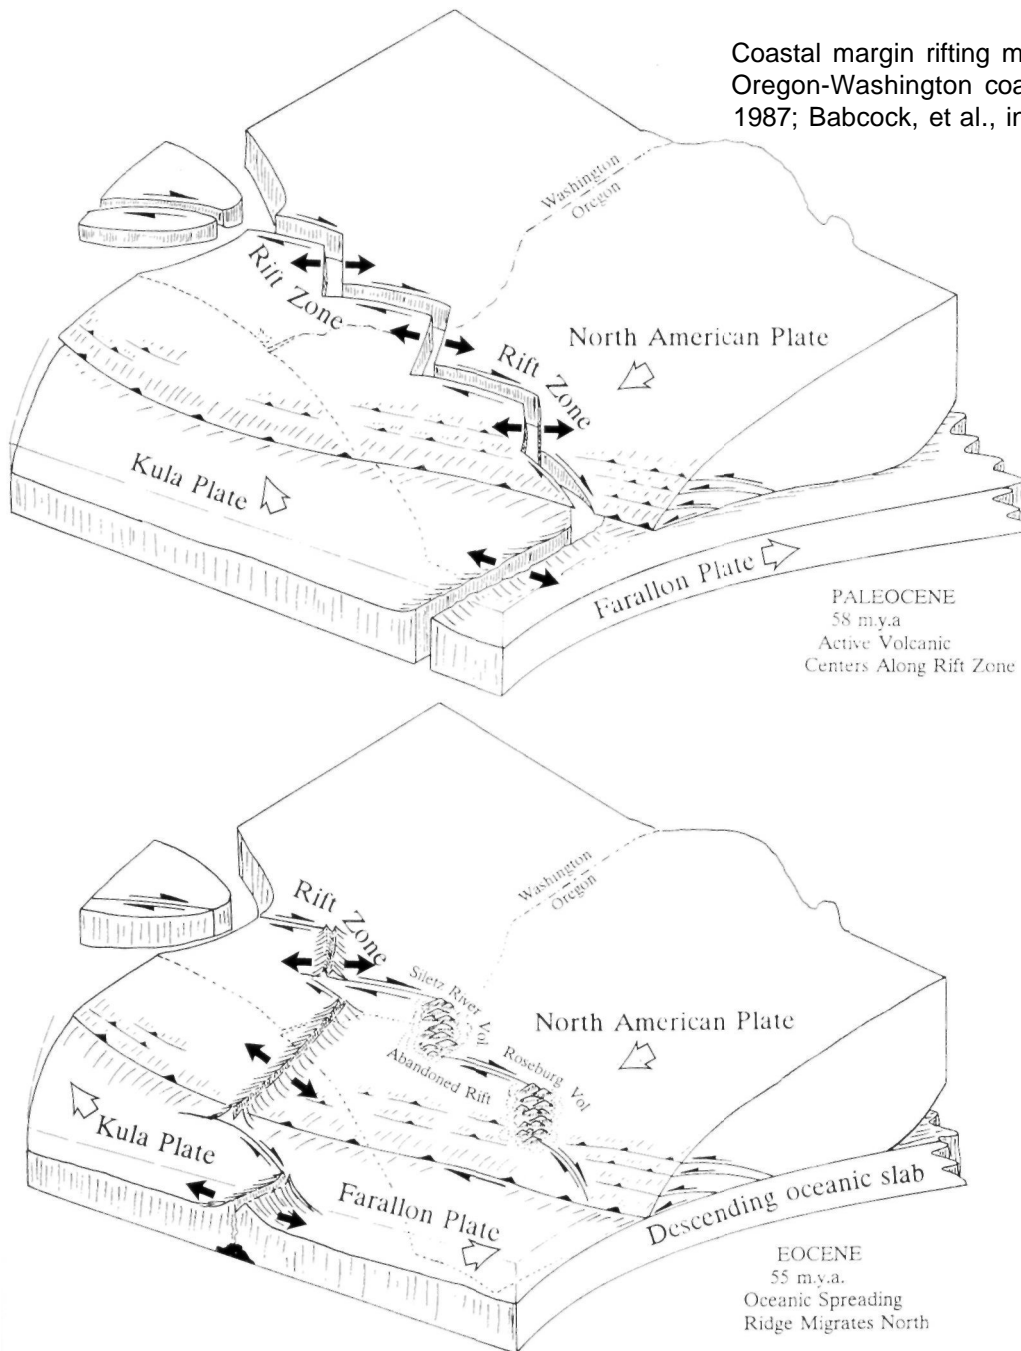 Coastal margin rifting m
Oregon-Washington coa
1987; Babcock, et al., in
Washington
Oregon
Rift Zone
North American Plate
Rift Zone
Kula Plate
Farallon Plate
PALEOCENE
58 m.y.a
Active Volcanic
Centers Along Rift Zone
Washington
Oregon
Rift Zone
Siletz River Vol
North American Plate
Abandoned Rift
Roseburg Vol
Kula Plate
Farallon Plate
Descending oceanic slab
EOCENE
55 m.y.a.
Oceanic Spreading
Ridge Migrates North